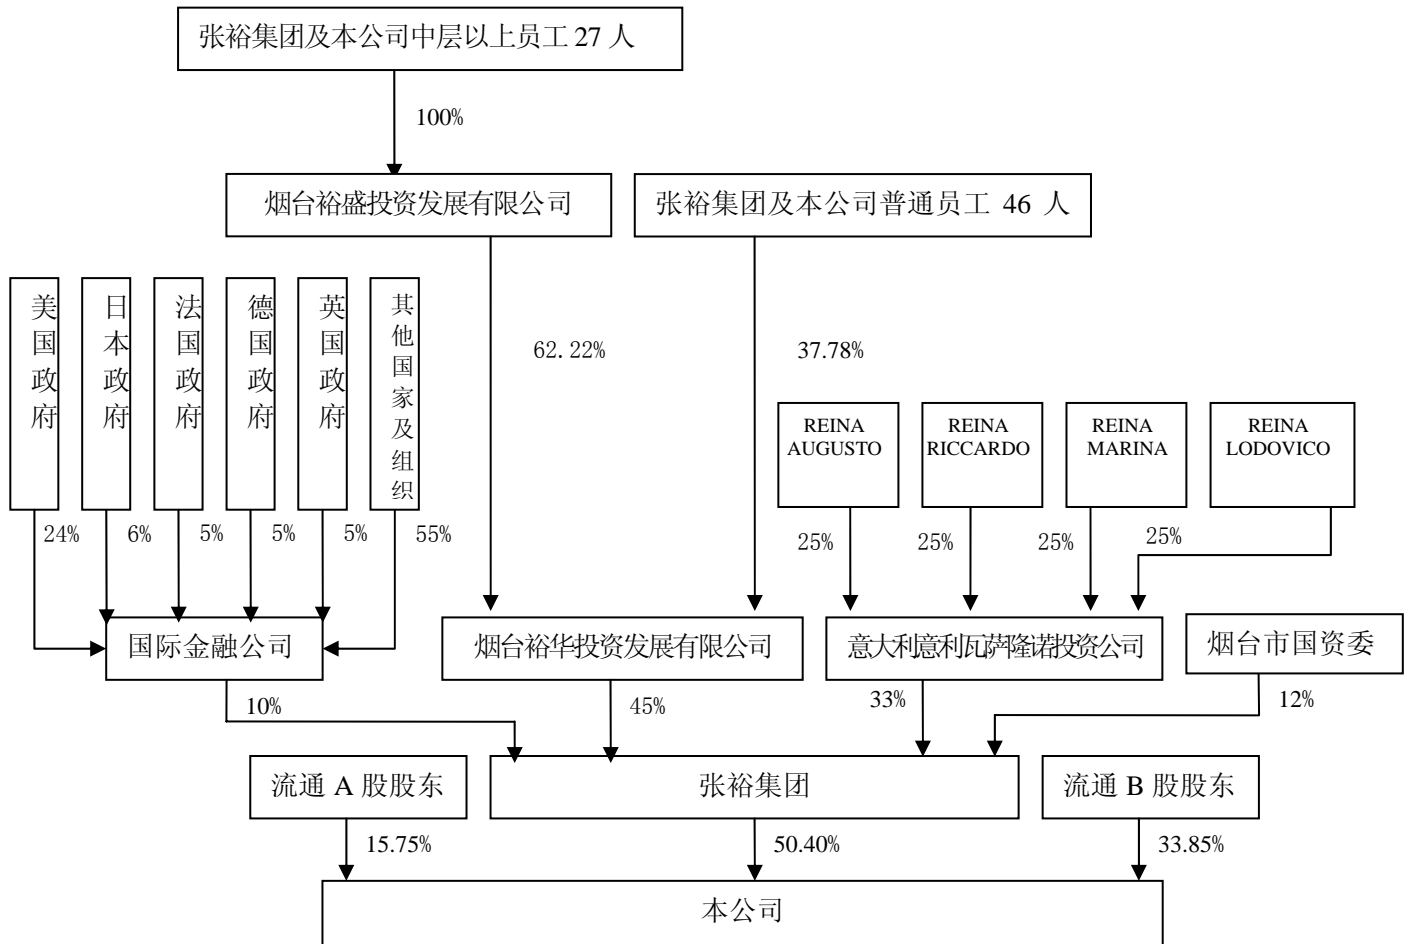 张裕集团及本公司中层以上员工 27 人
100%
烟台裕盛投资发展有限公司
张裕集团及本公司普通员工 46 人
美国政府
日本政府
法国政府
德国政府
英国政府
其他国家及组织
62.22%
37.78%
REINA
AUGUSTO
REINA
RICCARDO
REINA
MARINA
REINA
LODOVICO
24%
6%
5%
5%
5%
55%
25%
25%
25%
25%
国际金融公司
烟台裕华投资发展有限公司
意大利意利瓦萨隆诺投资公司
烟台市国资委
10%
45%
33%
12%
流通 A 股股东
张裕集团
流通 B 股股东
15.75%
50.40%
33.85%
本公司